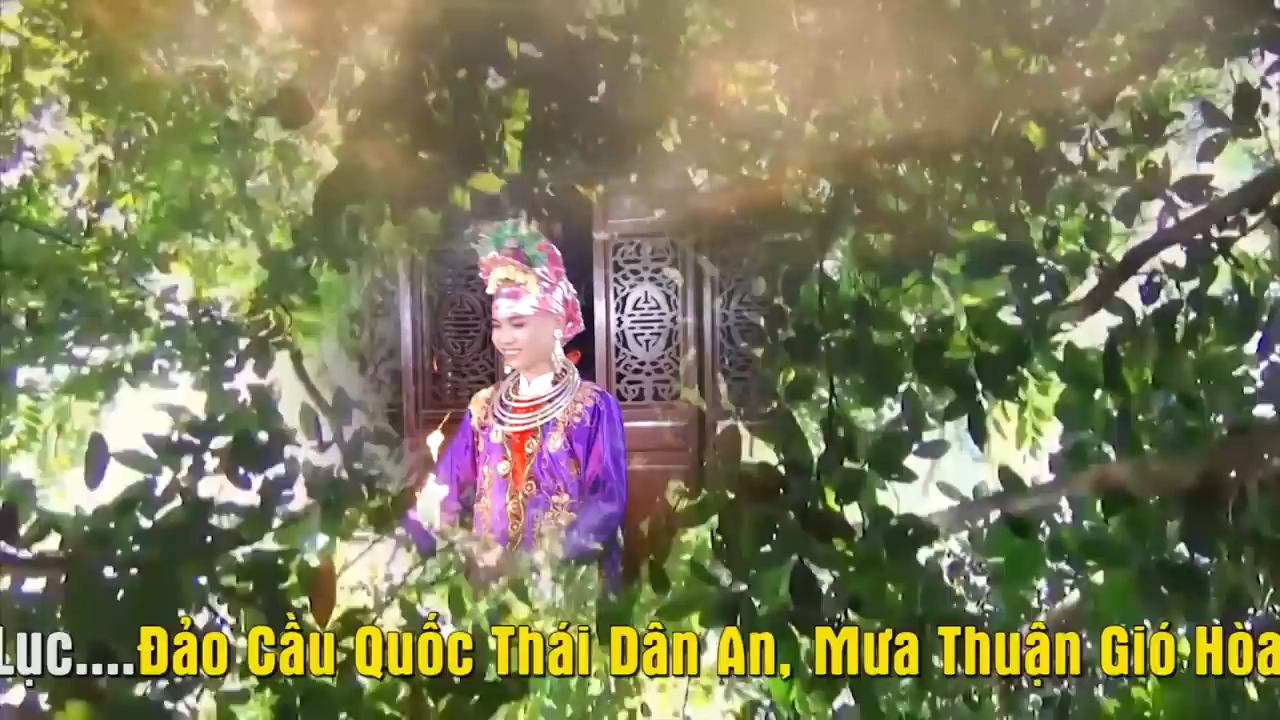 Lục....Đảo Cầu Quốc Thái Dân An, Mưa Thuận Gió Hòa